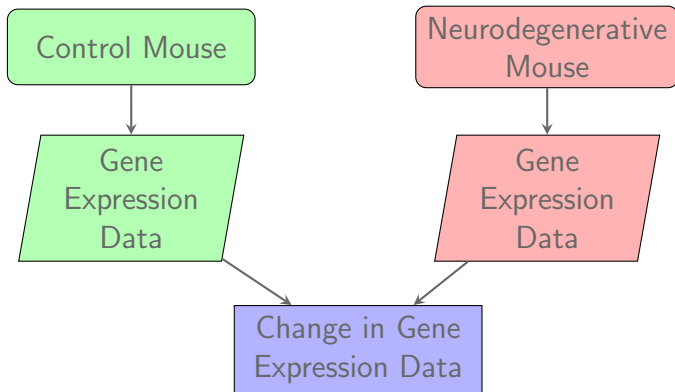 Control Mouse
Neurodegenerative
Mouse
Gene
Expression
Data
Gene
Expression
Data
Change in Gene
Expression Data